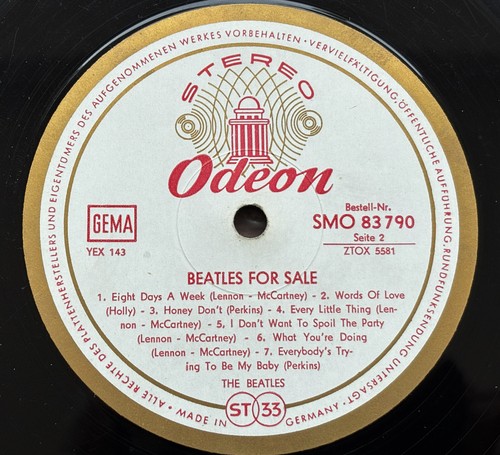 · ALLE RECHTE DES PLATTENHERSTELLERS UND EIGENTÜMERS DES AUFGENOMMENEN WERKES VORBEHALTEN · VERVIELFÄLTIGUNG · ÖFFENTLICHE AUFFÜHRUNG · RUNDFUNKSENDUNG UNTERSAGT ·
STEREO
Odeon
GEMA
YEX 143
Bestell-Nr.
SMO 83 790
Seite 2
ZTOX 5581
BEATLES FOR SALE
1. Eight Days A Week (Lennon - McCartney) - 2. Words Of Love
(Holly) - 3. Honey Don't (Perkins) - 4. Every Little Thing (Len-
non - McCartney) - 5, I Don't Want To Spoil The Party
(Lennon - McCartney) - 6. What You're Doing
(Lennon - McCartney) - 7. Everybody's Try-
ing To Be My Baby (Perkins)
THE BEATLES
MADE IN GERMANY
ST 33